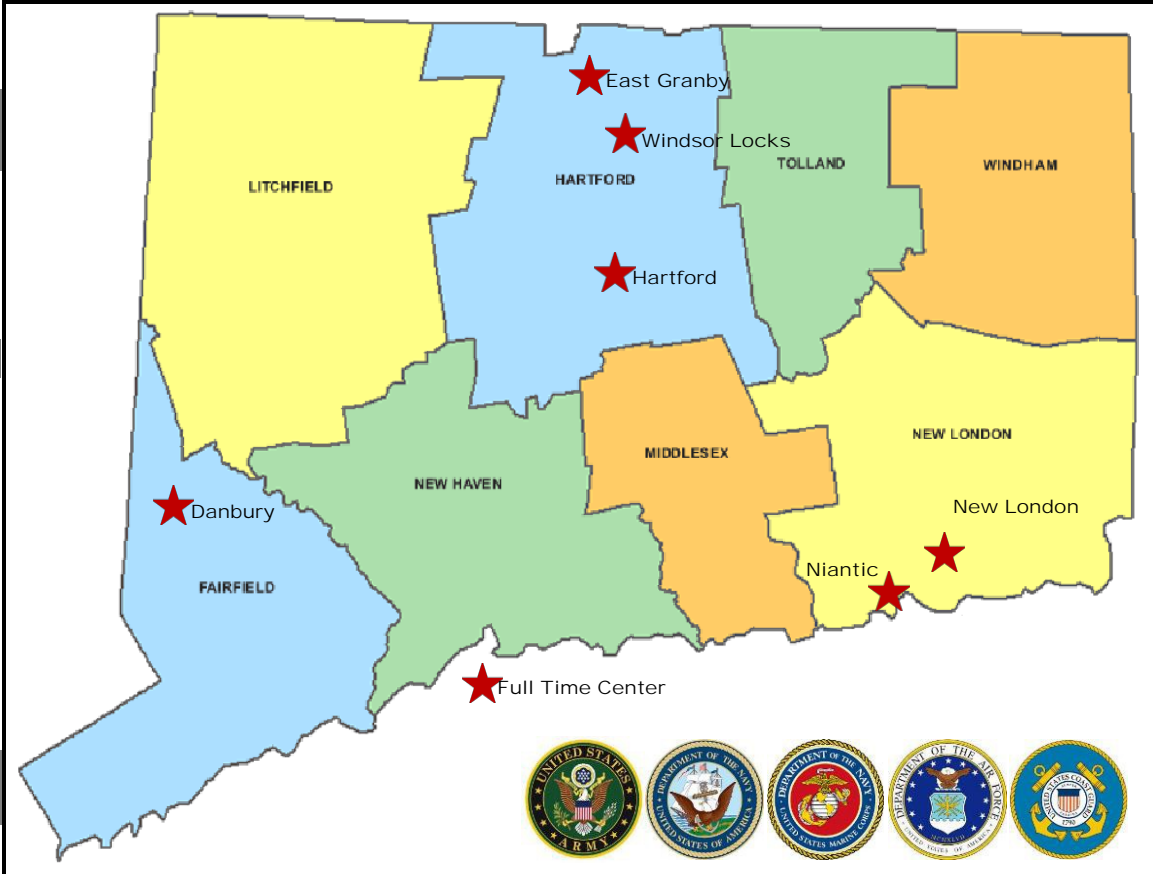 East Granby
Windsor Locks
TOLLAND
WINDHAM
HARTFORD
LITCHFIELD
Hartford
NEW LONDON
MIDDLESEX
NEW HAVEN
New London
Danbury
Niantic
FAIRFIELD
Full Time Center
UNITED STATES
ARMY
DEPARTMENT OF THE NAVY
UNITED STATES OF AMERICA
DEPARTMENT OF THE NAVY
UNITED STATES MARINE CORPS
DEPARTMENT OF THE AIR FORCE
MCMXLVII
UNITED STATES OF AMERICA
UNITED STATES COAST GUARD
1790